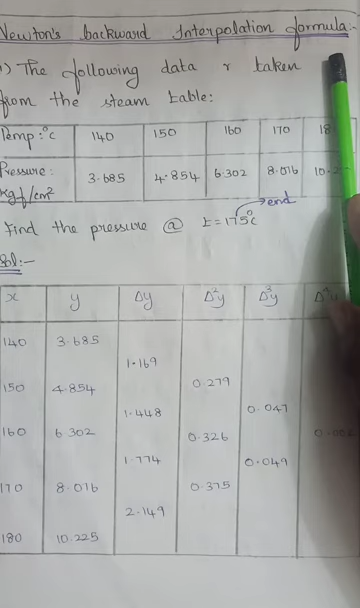 Newton's backward Interpolation formula:-
1) The following data r taken
from the steam table:
Temp:°c 140 150 160 170
Pressure: kgf/cm² 3.685 4.854 6.302 8.076
end
Find the pressure @ t = 175°c
Sol:-
x y Δy Δ²y Δ³y
140 3.685
1.169
150 4.854 0.279
1.448 0.047
160 6.302 0.326 0.002
1.774 0.049
170 8.076 0.375
2.149
180 10.225